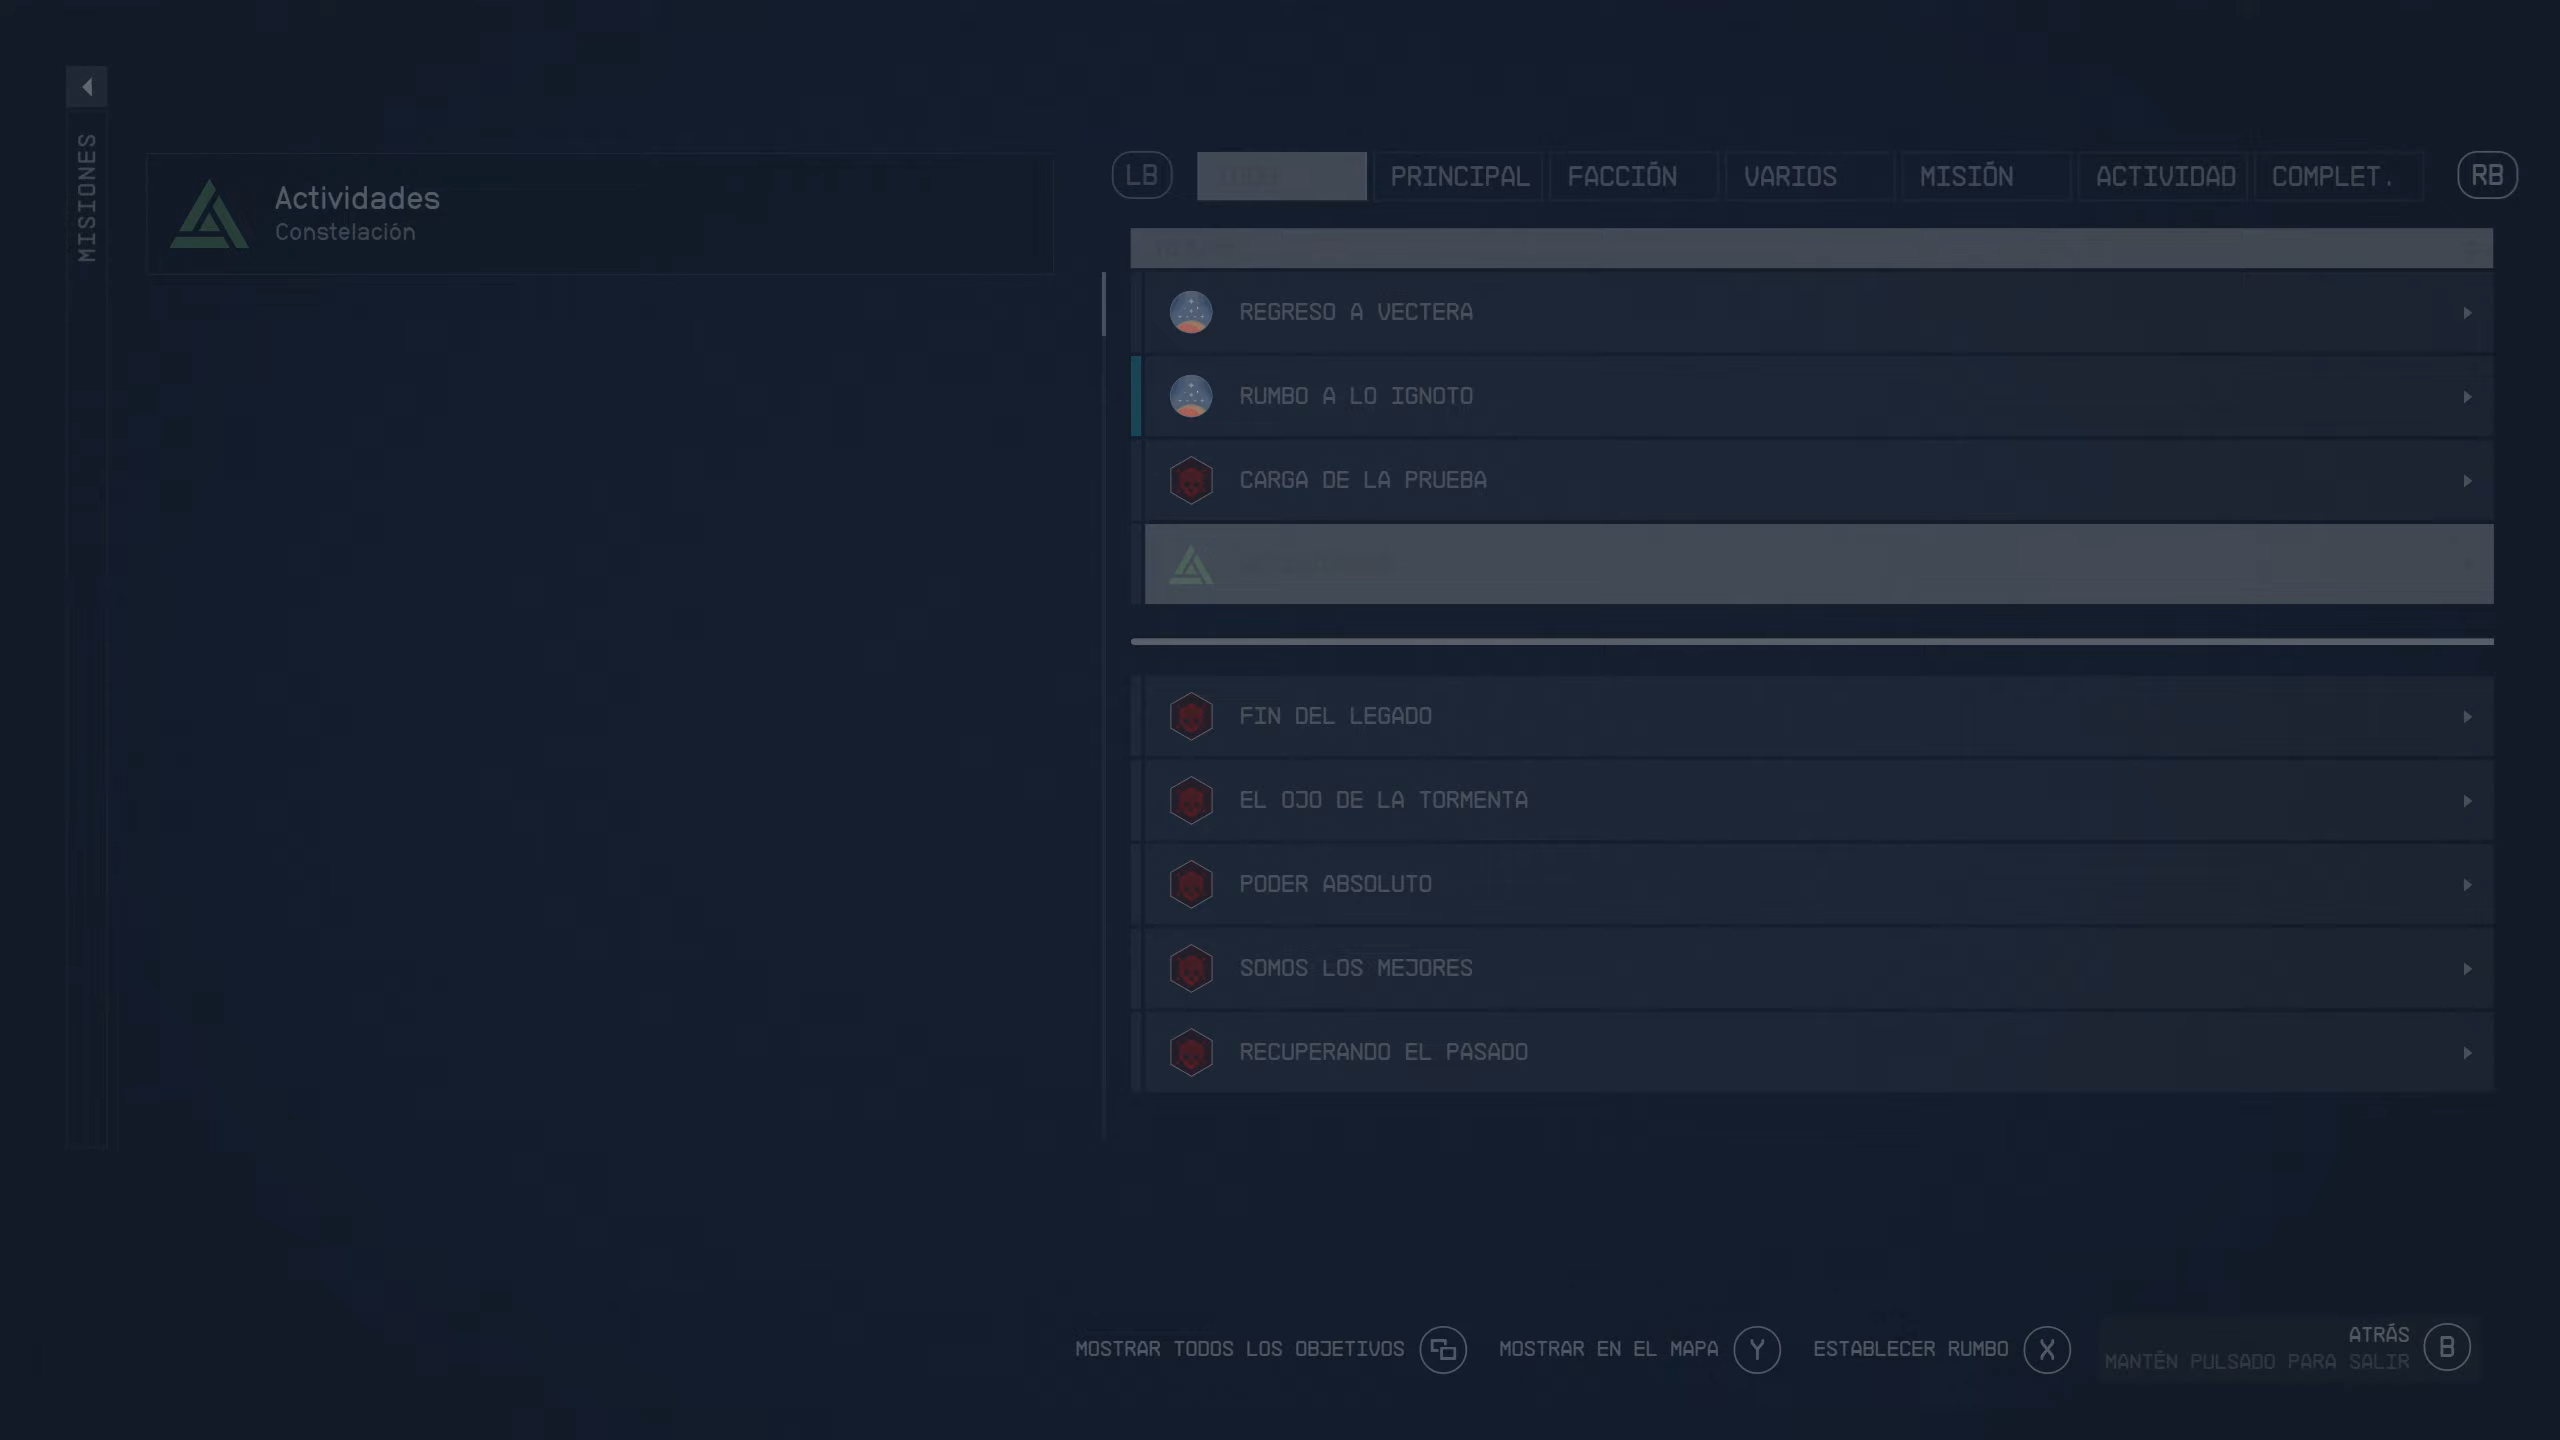 MISIONES
Actividades
Constelación
LB
PRINCIPAL
FACCIÓN
VARIOS
MISIÓN
ACTIVIDAD
COMPLET.
RB
REGRESO A VECTERA
RUMBO A LO IGNOTO
CARGA DE LA PRUEBA
FIN DEL LEGADO
EL OJO DE LA TORMENTA
PODER ABSOLUTO
SOMOS LOS MEJORES
RECUPERANDO EL PASADO
MOSTRAR TODOS LOS OBJETIVOS
MOSTRAR EN EL MAPA Y
ESTABLECER RUMBO X
ATRÁS B
MANTÉN PULSADO PARA SALIR